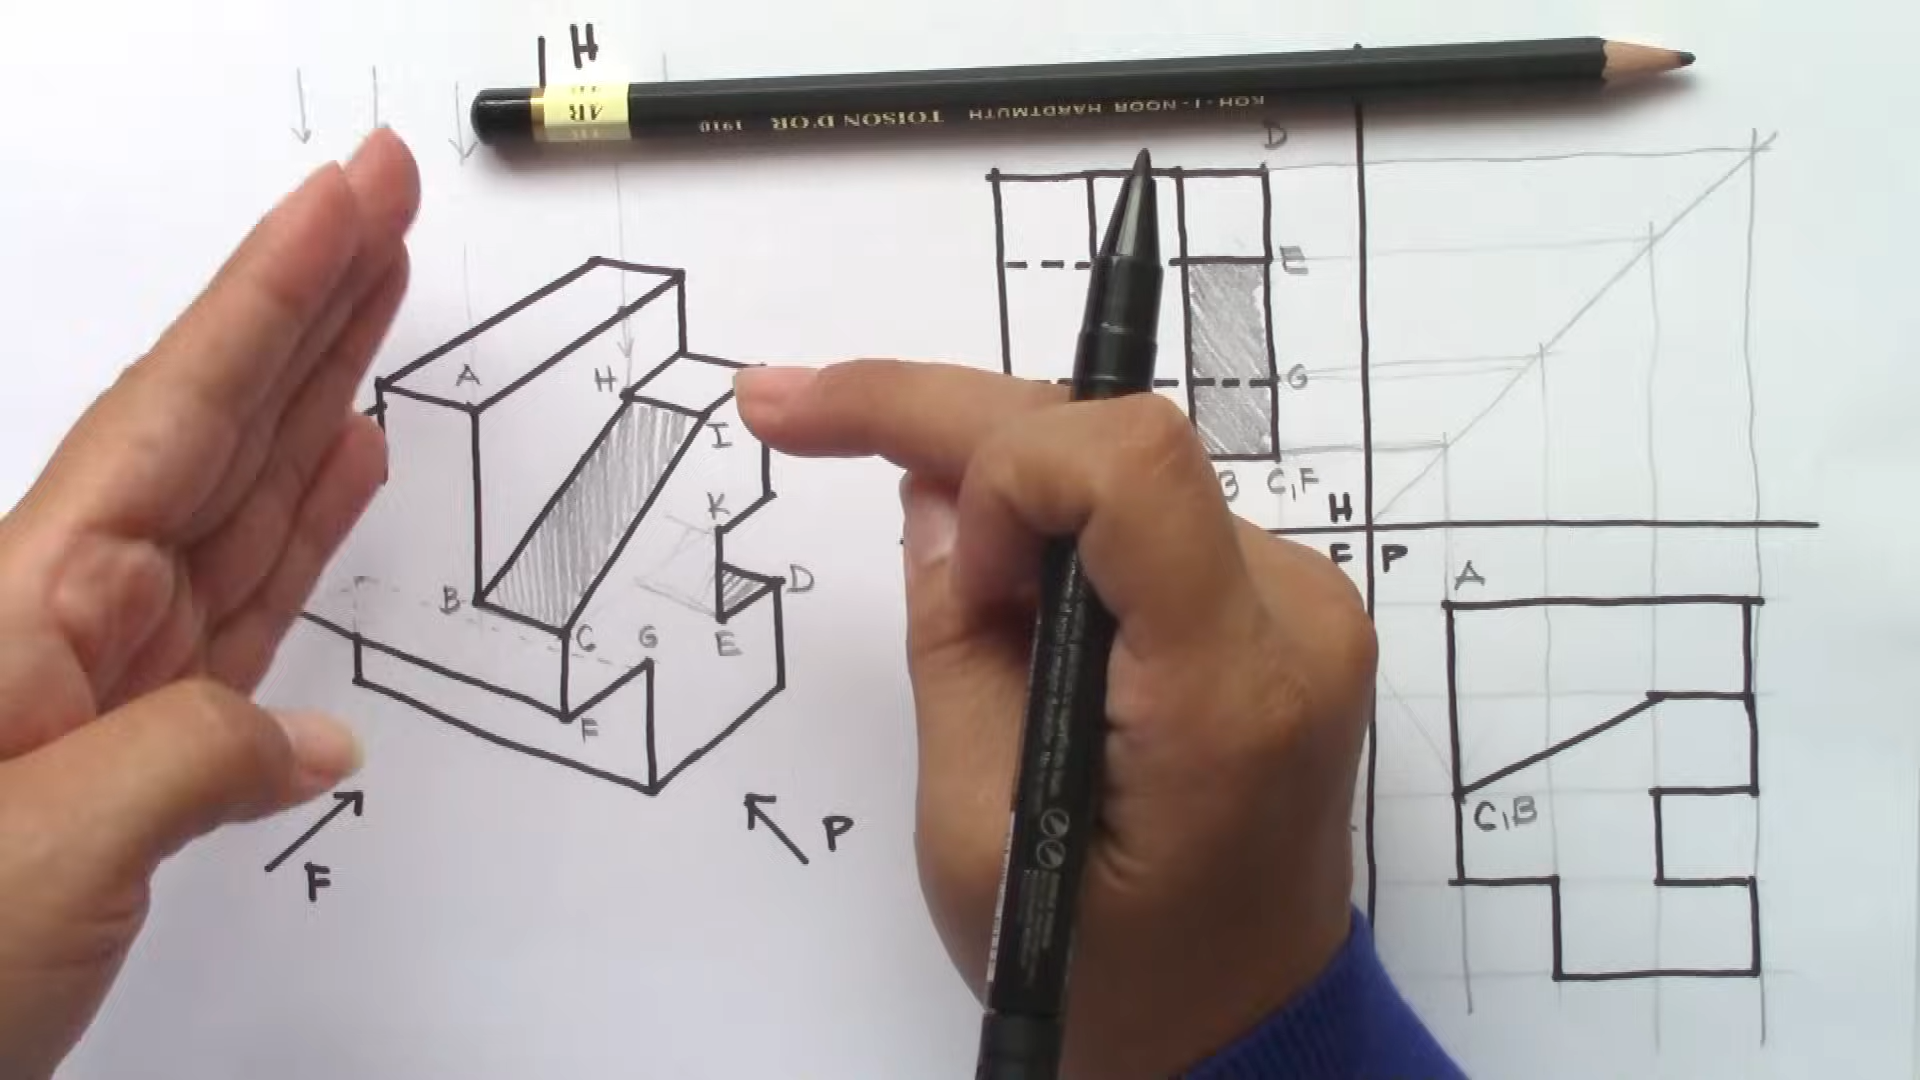 H
4B
1910 TOISON D'OR KOH-I-NOOR HARDTMUTH
D
E
A
H
G
I
B
C,F
K
H
F
P
D
A
B
C
G
E
F
C,B
P
F